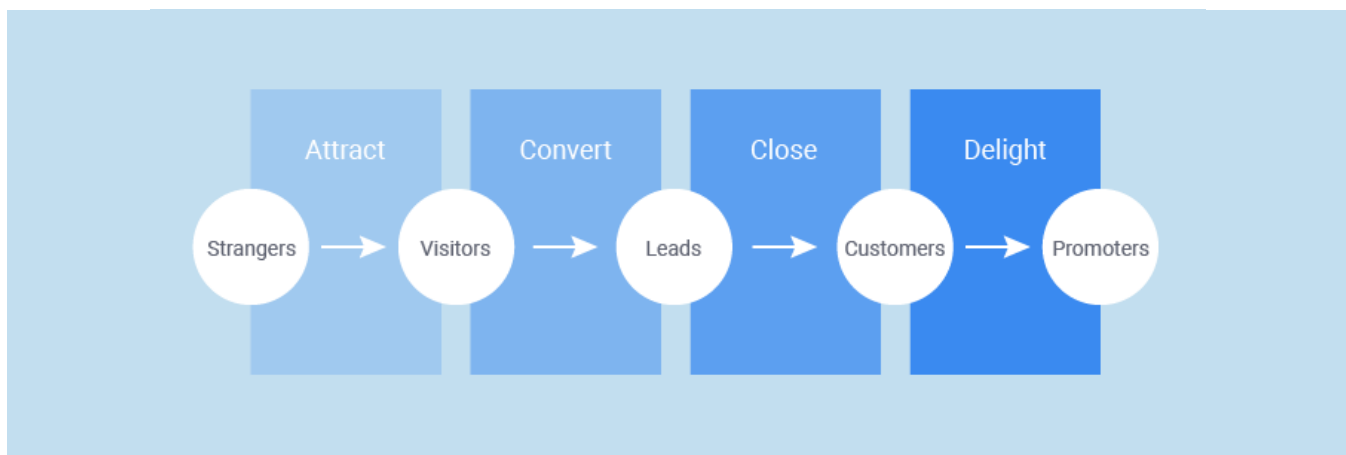 Attract
Convert
Close
Delight
Strangers
Visitors
Leads
Customers
Promoters